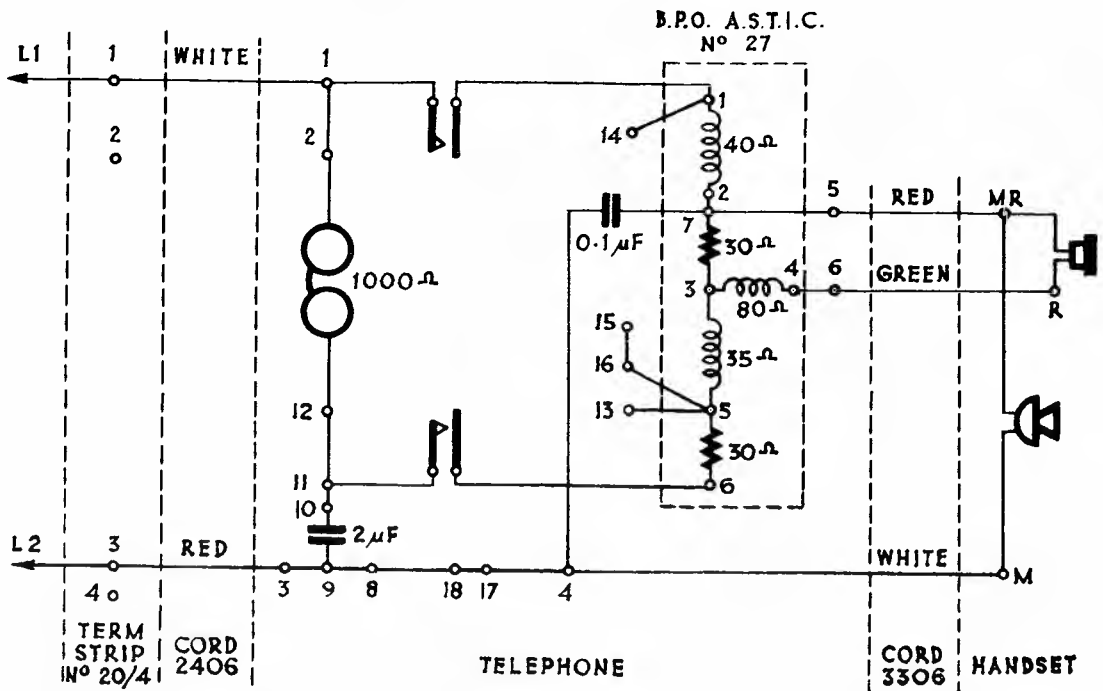 B.P.O. A.S.T.I.C.
Nº 27
L1
1
WHITE
1
2
2
14
1
40Ω
2
5
RED
MR
7
0.1μF
30Ω
1000Ω
3
4
6
GREEN
80Ω
R
15
16
35Ω
12
13
5
30Ω
11
6
10
2μF
L2
3
RED
WHITE
M
4
3
9
8
18
17
4
TERM
STRIP
Nº 20/4
CORD
2406
TELEPHONE
CORD
3306
HANDSET